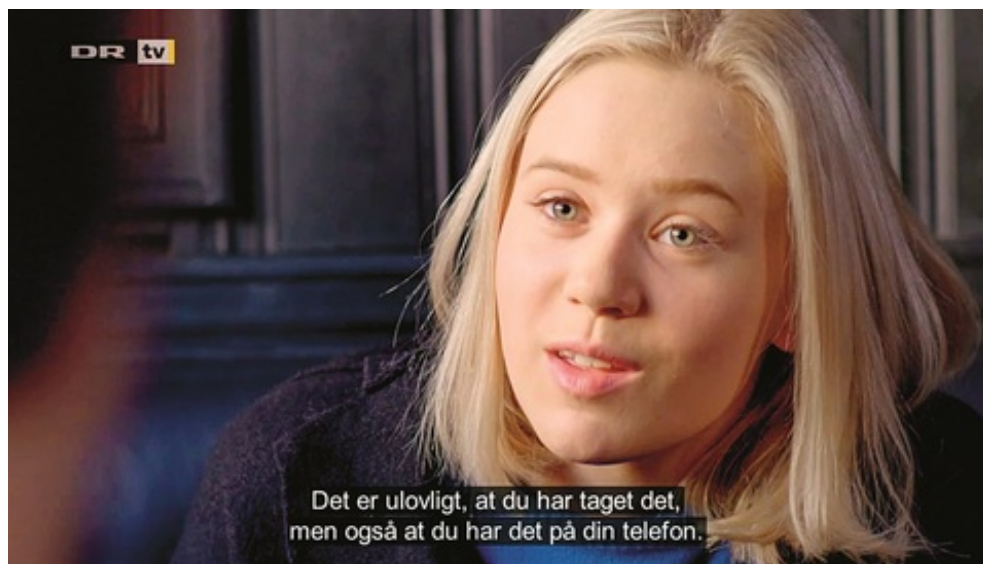 DR tv
Det er ulovligt, at du har taget det,
men også at du har det på din telefon.